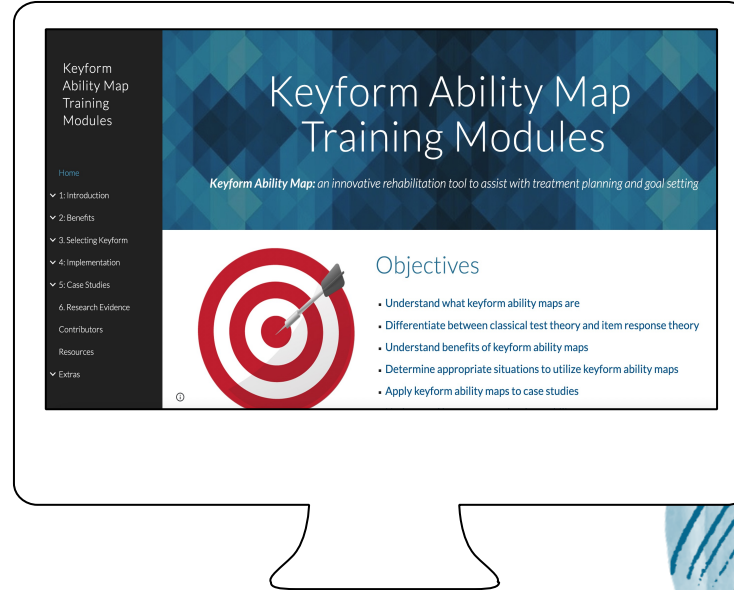 Keyform
Ability Map
Training
Modules
Home
1: Introduction
2: Benefits
3. Selecting Keyform
4: Implementation
5: Case Studies
6. Research Evidence
Contributors
Resources
Extras
Keyform Ability Map
Training Modules
Keyform Ability Map: an innovative rehabilitation tool to assist with treatment planning and goal setting
Objectives
▪ Understand what keyform ability maps are
▪ Differentiate between classical test theory and item response theory
▪ Understand benefits of keyform ability maps
▪ Determine appropriate situations to utilize keyform ability maps
▪ Apply keyform ability maps to case studies